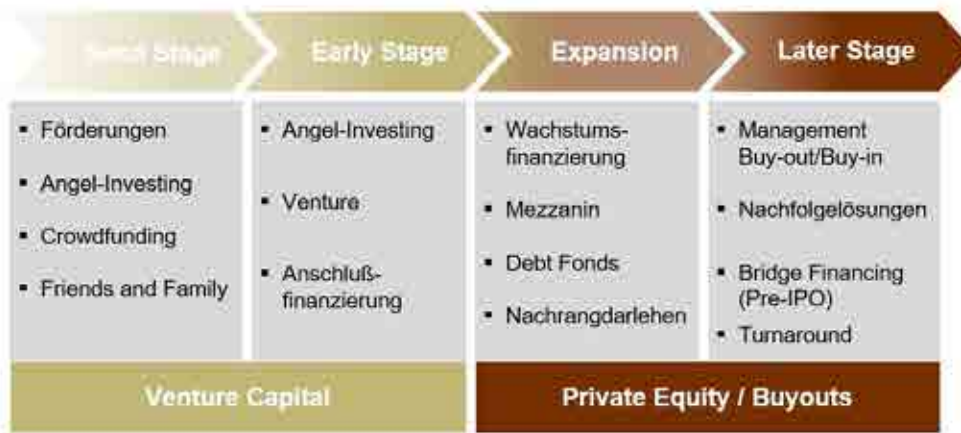 Seed Stage
Early Stage
Expansion
Later Stage
▪ Förderungen
▪ Angel-Investing
▪ Crowdfunding
▪ Friends and Family
▪ Angel-Investing
▪ Venture
▪ Anschluß-
finanzierung
▪ Wachstums-
finanzierung
▪ Mezzanin
▪ Debt Fonds
▪ Nachrangdarlehen
▪ Management
Buy-out/Buy-in
▪ Nachfolgelösungen
▪ Bridge Financing
(Pre-IPO)
▪ Turnaround
Venture Capital
Private Equity / Buyouts